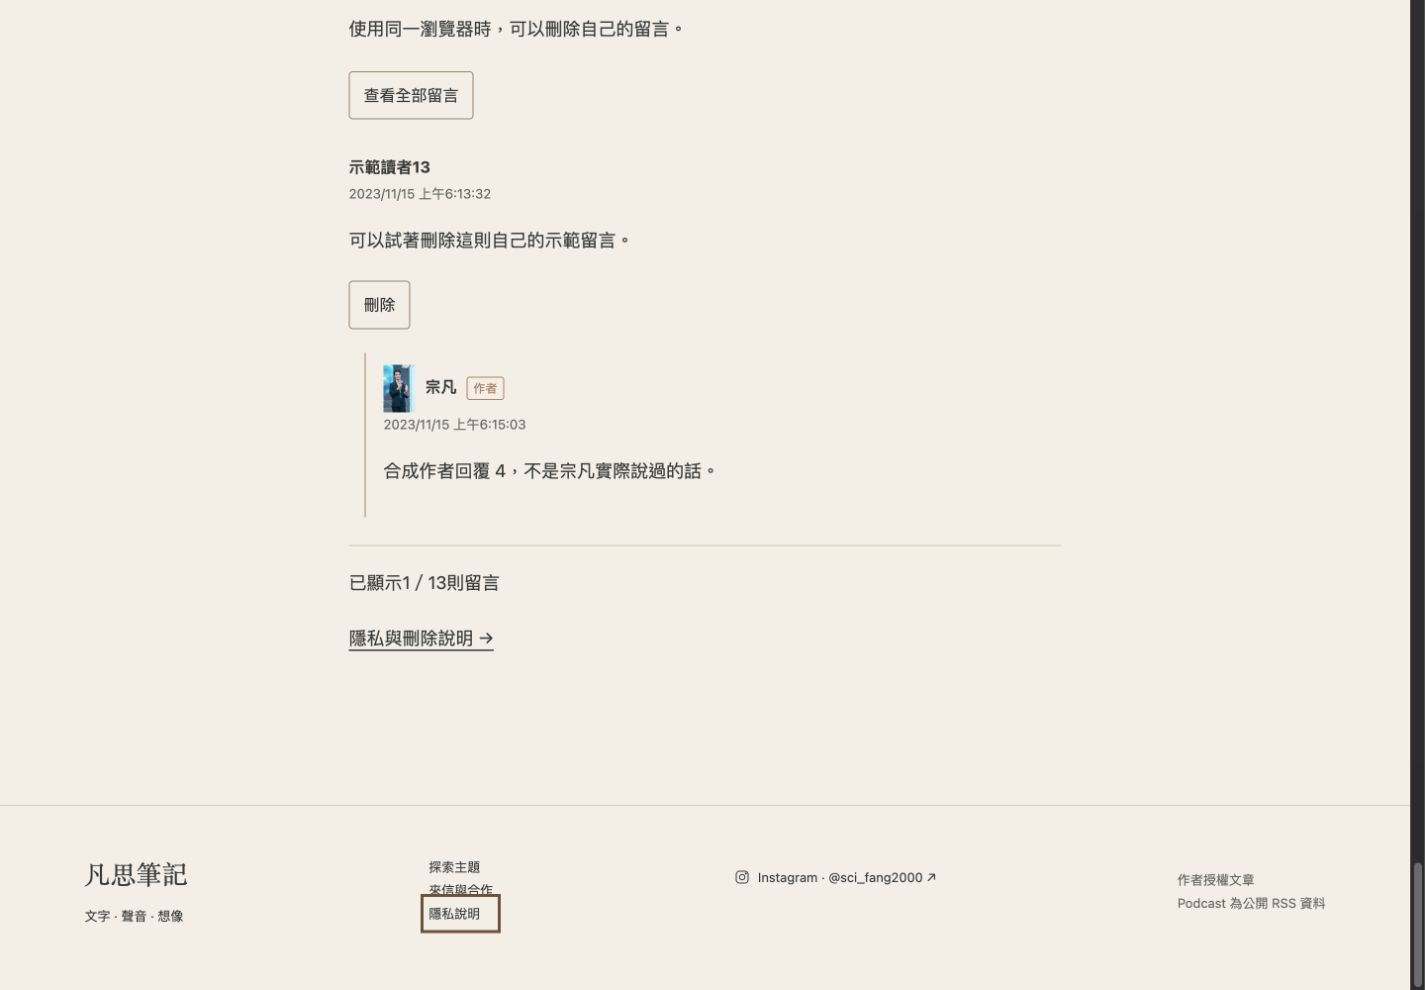 使用同一瀏覽器時，可以刪除自己的留言。
查看全部留言
示範讀者13
2023/11/15 上午6:13:32
可以試著刪除這則自己的示範留言。
刪除
宗凡 作者
2023/11/15 上午6:15:03
合成作者回覆 4，不是宗凡實際說過的話。
已顯示1 / 13則留言
隱私與刪除說明 →
凡思筆記
文字 · 聲音 · 想像
探索主題
來信與合作
隱私說明
Instagram · @sci_fang2000 ↗
作者授權文章
Podcast 為公開 RSS 資料